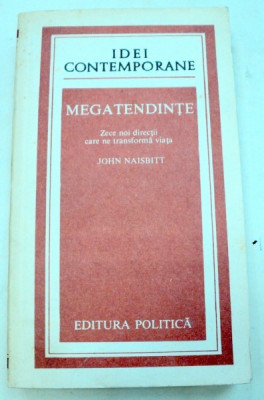 IDEI
CONTEMPORANE
MEGATENDINȚE
Zece noi direcții
care ne transformă viața
JOHN NAISBITT
EDITURA POLITICĂ